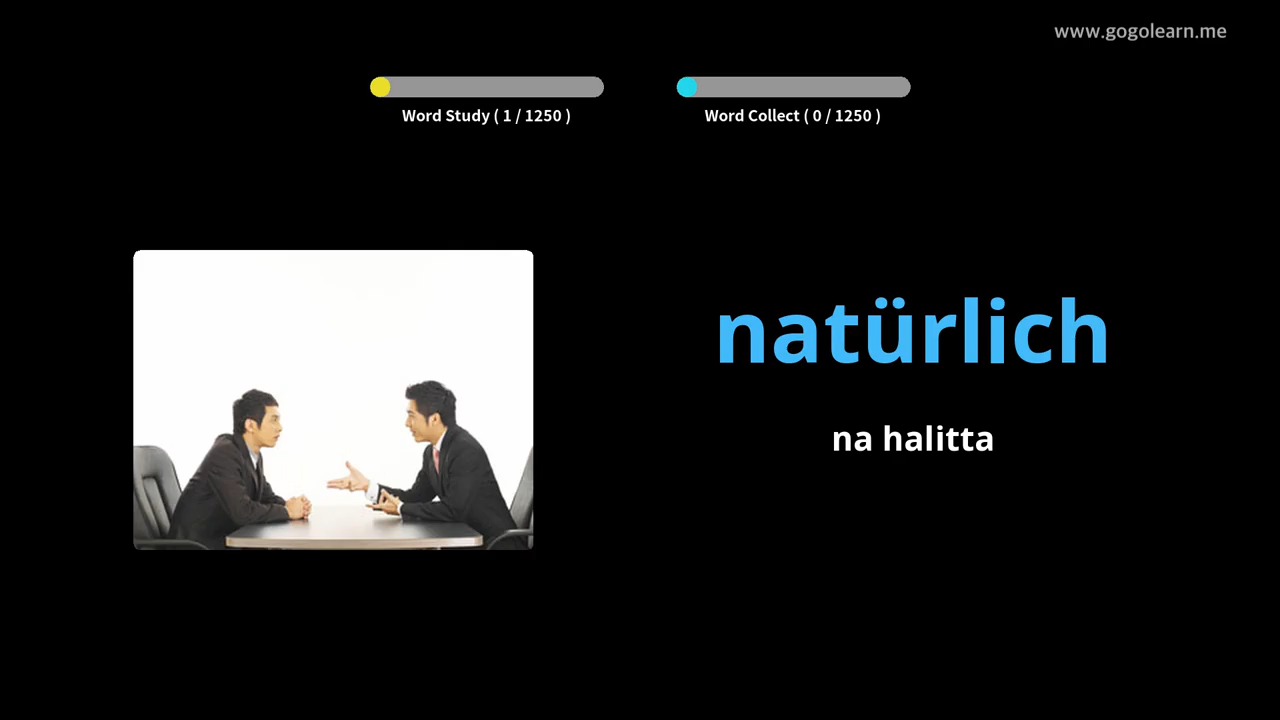 www.gogolearn.me
Word Study ( 1 / 1250 )
Word Collect ( 0 / 1250 )
natürlich
na halitta